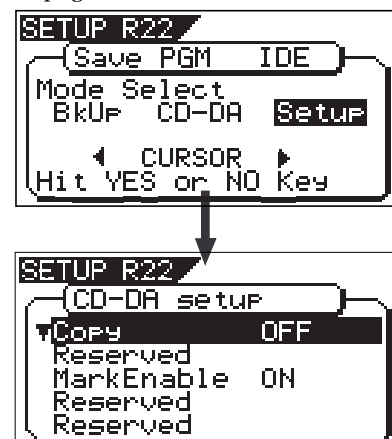 SETUP R22
Save PGM IDE
Mode Select
BkUp CD-DA Setup
◀ CURSOR ▶
Hit YES or NO Key
SETUP R22
CD-DA setup
▼Copy OFF
Reserved
MarkEnable ON
Reserved
Reserved